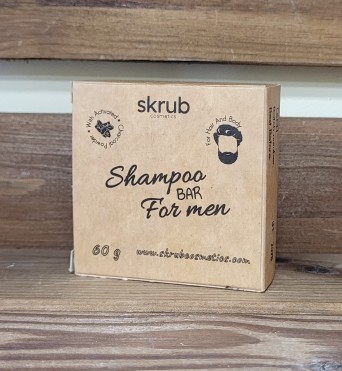 skrub
cosmetics
With Activated • Charcoal Powder •
For Hair And Body
Shampoo
BAR
For men
60 g
www.skrubcosmetics.com